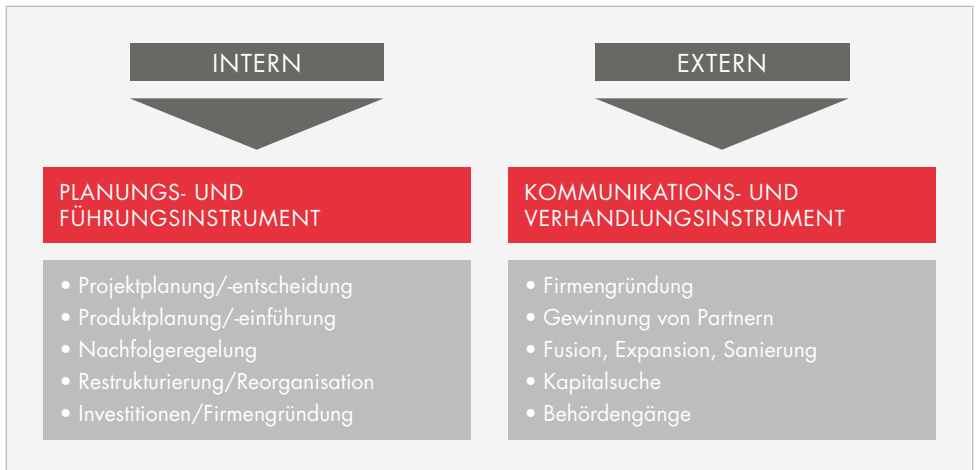 INTERN
PLANUNGS- UND
FÜHRUNGSINSTRUMENT
• Projektplanung/-entscheidung
• Produktplanung/-einführung
• Nachfolgeregelung
• Restrukturierung/Reorganisation
• Investitionen/Firmengründung
EXTERN
KOMMUNIKATIONS- UND
VERHANDLUNGSINSTRUMENT
• Firmengründung
• Gewinnung von Partnern
• Fusion, Expansion, Sanierung
• Kapitalsuche
• Behördengänge